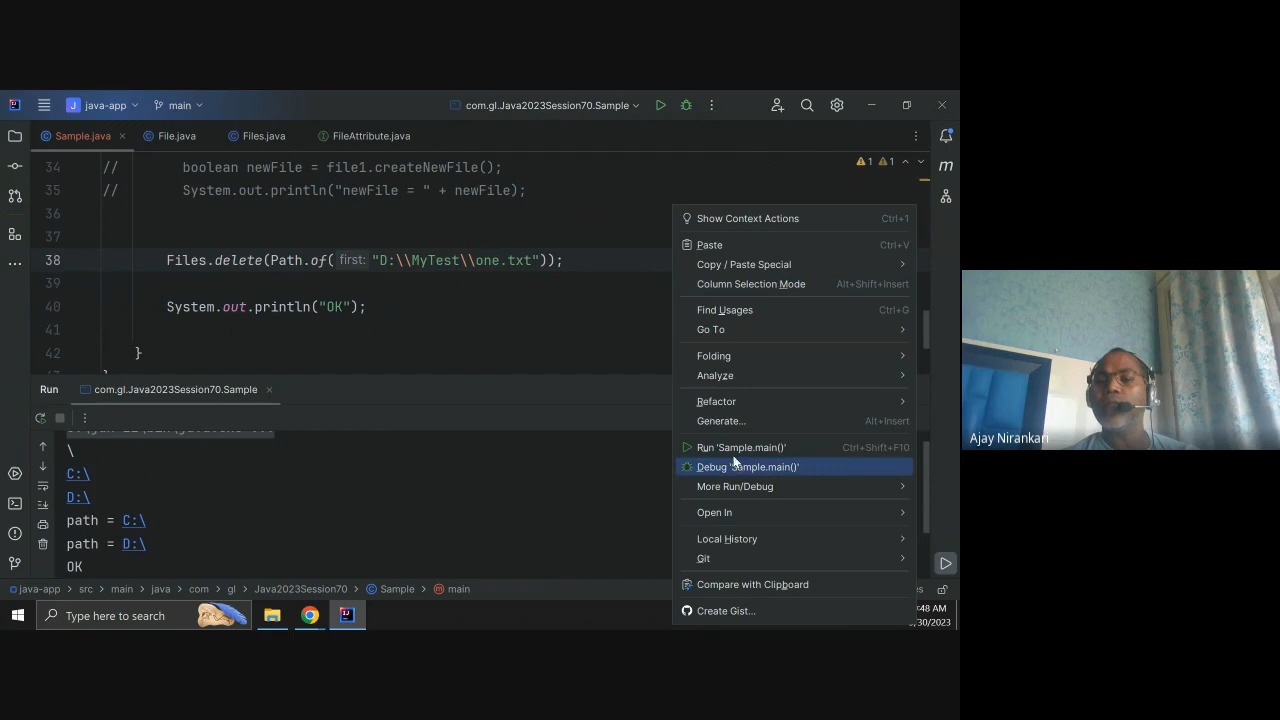 java-app
main
com.gl.Java2023Session70.Sample
Sample.java
File.java
Files.java
FileAttribute.java
34 // boolean newFile = file1.createNewFile();
35 // System.out.println("newFile = " + newFile);
36
37
38 Files.delete(Path.of( first: "D:\\MyTest\\one.txt"));
39
40 System.out.println("OK");
41
42 }
1 1
Show Context Actions Ctrl+1
Paste Ctrl+V
Copy / Paste Special
Column Selection Mode Alt+Shift+Insert
Find Usages Ctrl+G
Go To
Folding
Analyze
Refactor
Generate... Alt+Insert
Run 'Sample.main()' Ctrl+Shift+F10
Debug 'Sample.main()'
More Run/Debug
Open In
Local History
Git
Compare with Clipboard
Create Gist...
Run com.gl.Java2023Session70.Sample
\
C:\
D:\
path = C:\
path = D:\
OK
java-app > src > main > java > com > gl > Java2023Session70 > Sample > main
Type here to search
:48 AM
/30/2023
Ajay Nirankari